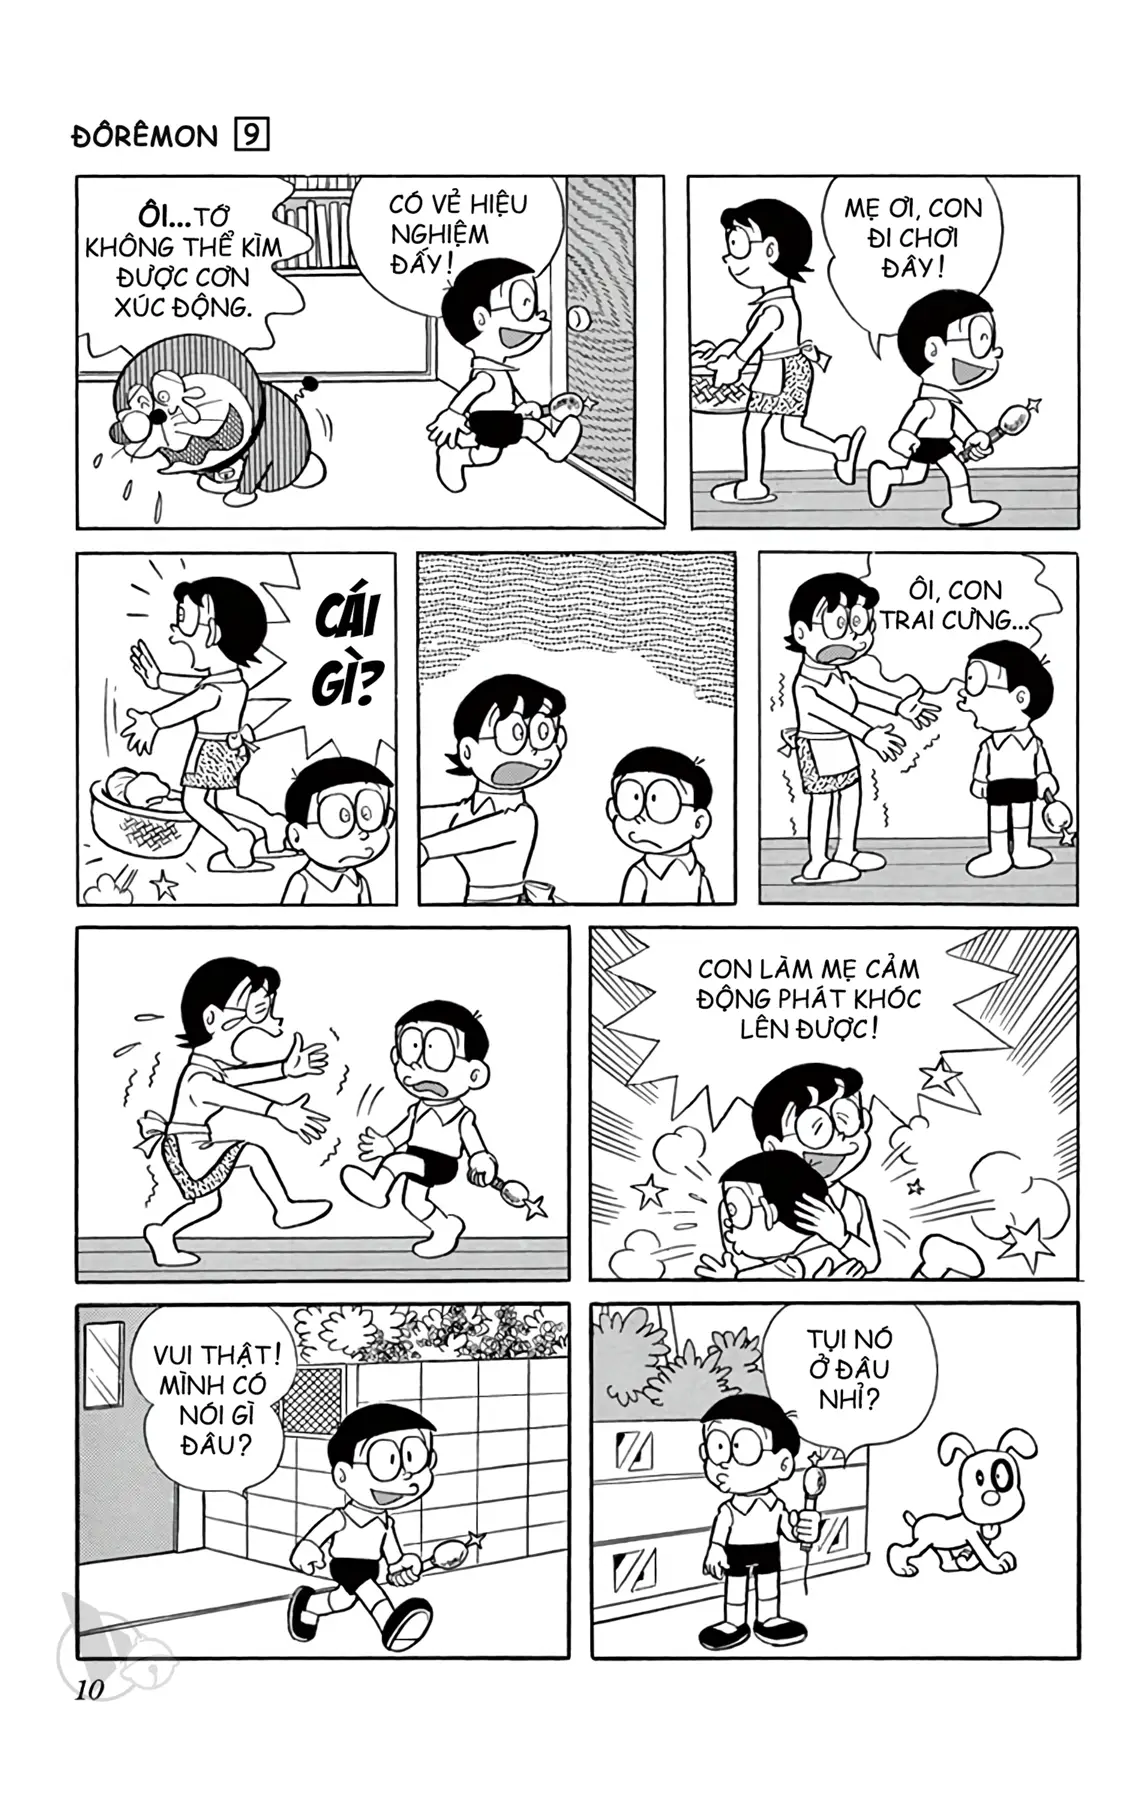 ĐÔRÊMON 9
ÔI...TỚ
KHÔNG THỂ KÌM
ĐƯỢC CƠN
XÚC ĐỘNG.
CÓ VẺ HIỆU
NGHIỆM
ĐẤY!
MẸ ƠI, CON
ĐI CHƠI
ĐÂY!
CÁI
GÌ?
ÔI, CON
TRAI CƯNG...
CON LÀM MẸ CẢM
ĐỘNG PHÁT KHÓC
LÊN ĐƯỢC!
VUI THẬT!
MÌNH CÓ
NÓI GÌ
ĐÂU?
TỤI NÓ
Ở ĐÂU
NHỈ?
10